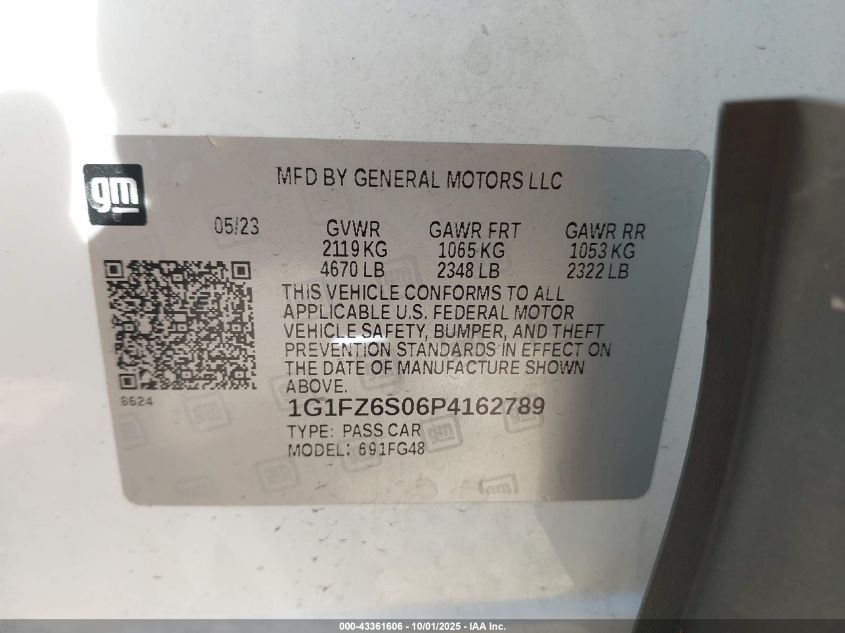 gm
MFD BY GENERAL MOTORS LLC
05/23 GVWR GAWR FRT GAWR RR
2119 KG 1065 KG 1053 KG
4670 LB 2348 LB 2322 LB
THIS VEHICLE CONFORMS TO ALL
APPLICABLE U.S. FEDERAL MOTOR
VEHICLE SAFETY, BUMPER, AND THEFT
PREVENTION STANDARDS IN EFFECT ON
THE DATE OF MANUFACTURE SHOWN
ABOVE.
8624
1G1FZ6S06P4162789
TYPE: PASS CAR
MODEL: 691FG48
000-43361606 - 10/01/2025 - IAA Inc.